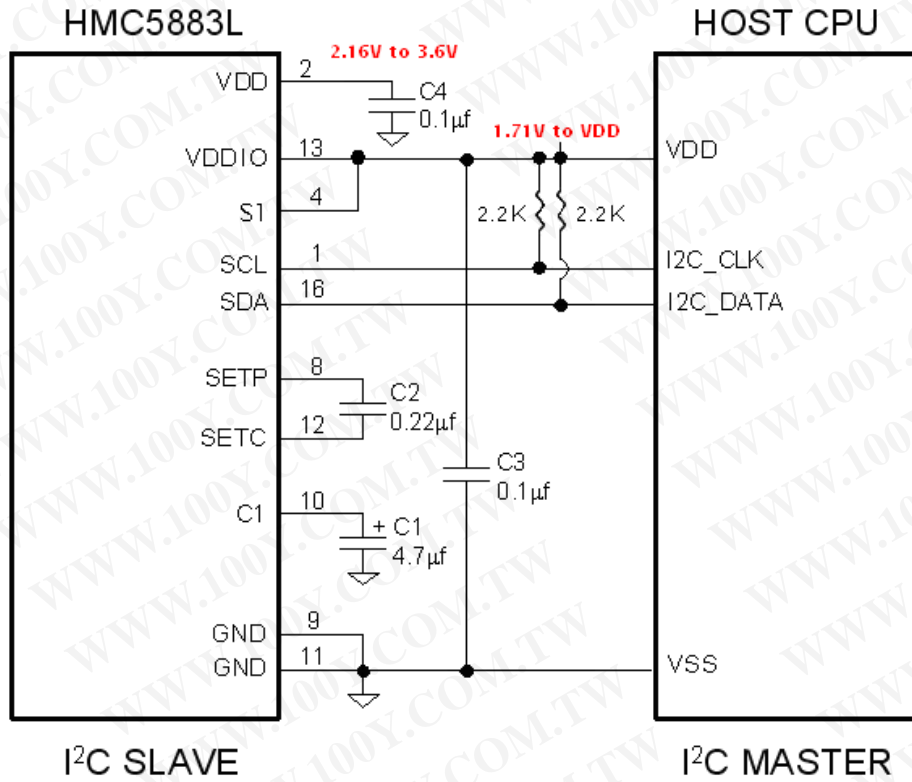 HMC5883L
HOST CPU
2.16V to 3.6V
VDD
2
C4
0.1µf
1.71V to VDD
VDDIO
13
VDD
S1
4
2.2K
2.2K
SCL
1
I2C_CLK
SDA
16
I2C_DATA
SETP
8
C2
0.22µf
SETC
12
C3
0.1µf
C1
10
+ C1
4.7µf
GND
9
GND
11
VSS
I²C SLAVE
I²C MASTER
WWW.100Y.COM.TW